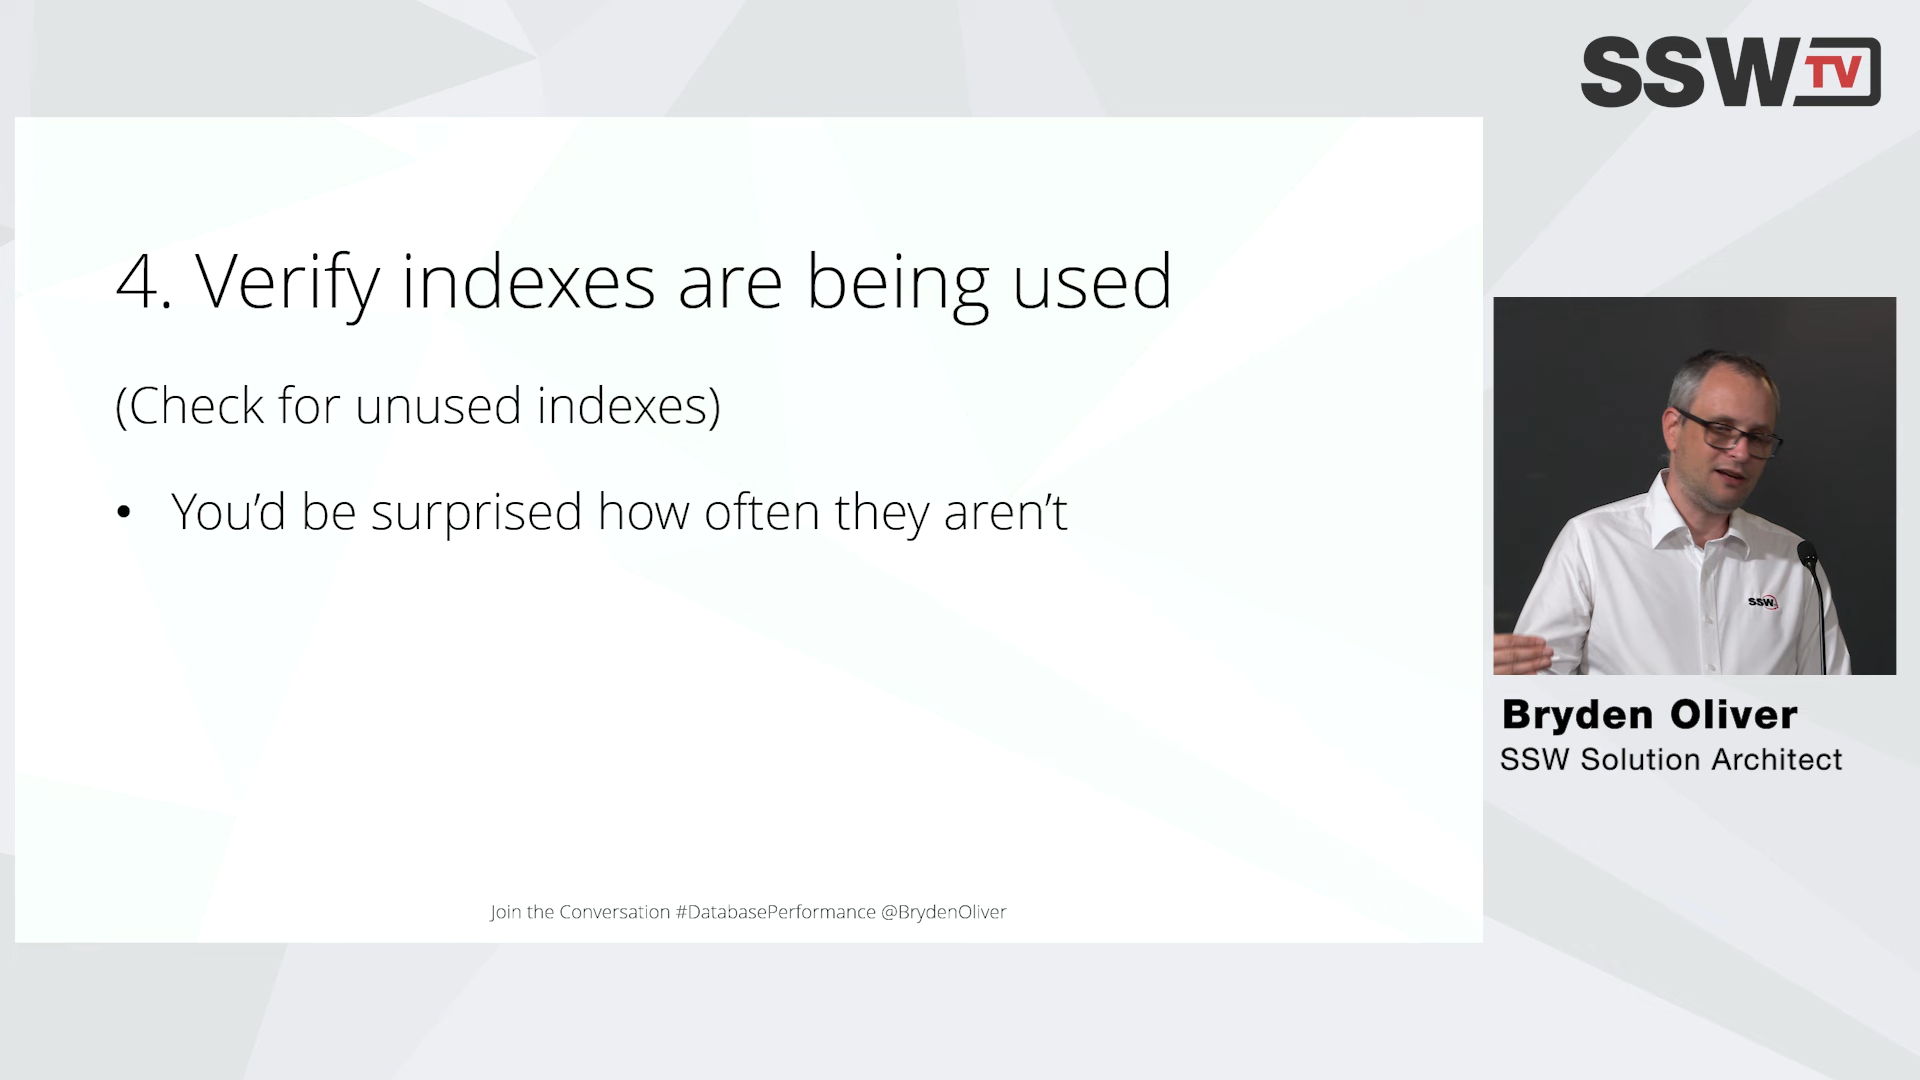 SSW TV
4. Verify indexes are being used
(Check for unused indexes)
• You’d be surprised how often they aren’t
SSW
Bryden Oliver
SSW Solution Architect
Join the Conversation #DatabasePerformance @BrydenOliver